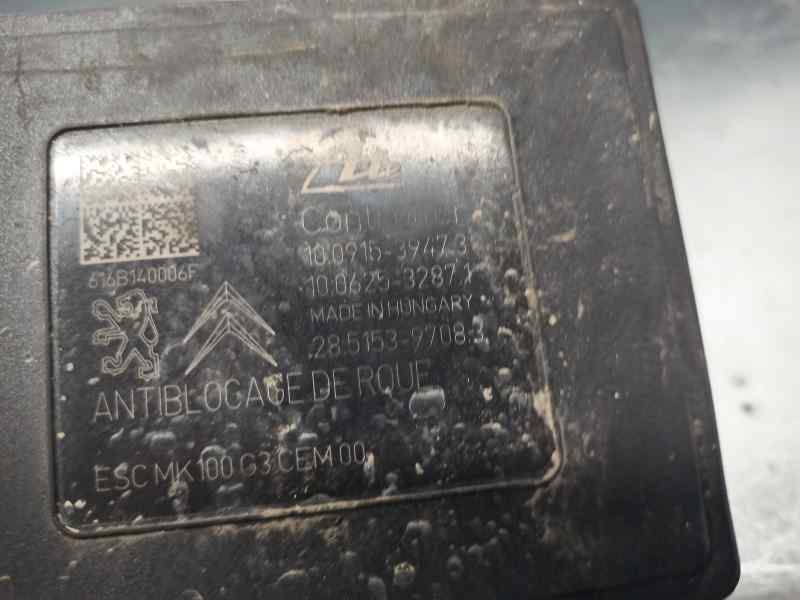 Continental
10.0915-3947.3
616B140006F
10.0625-3287.1
MADE IN HUNGARY
28.5153-9708.3
ANTIBLOCAGE DE ROUE
ESC MK100 G3 CEM 00